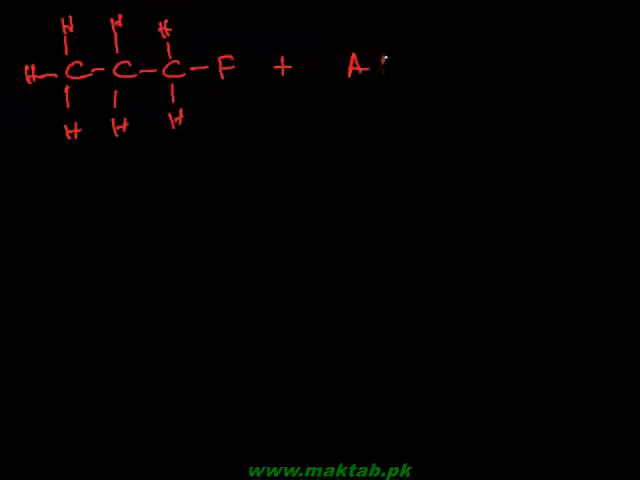 H H H
H-C-C-C-F + A
H H H
www.maktab.pk